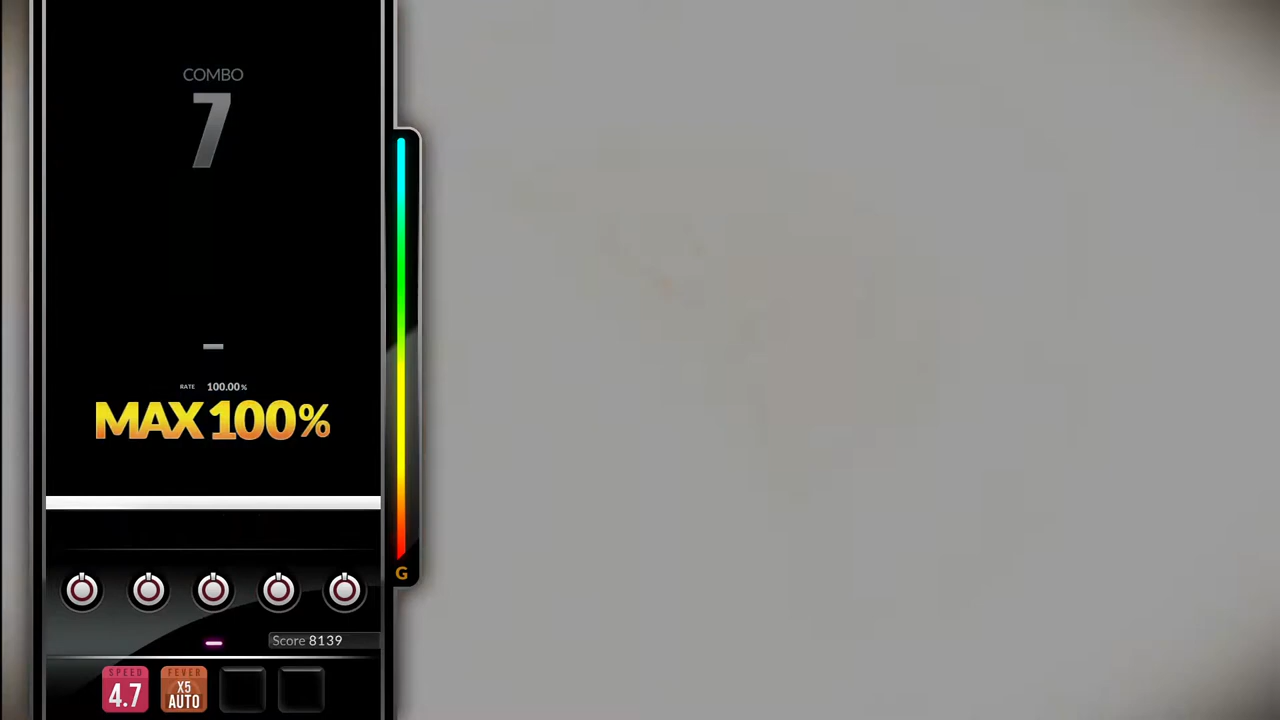 COMBO
7
RATE 100.00%
MAX 100%
G
Score 8139
SPEED
4.7
FEVER
X5
AUTO